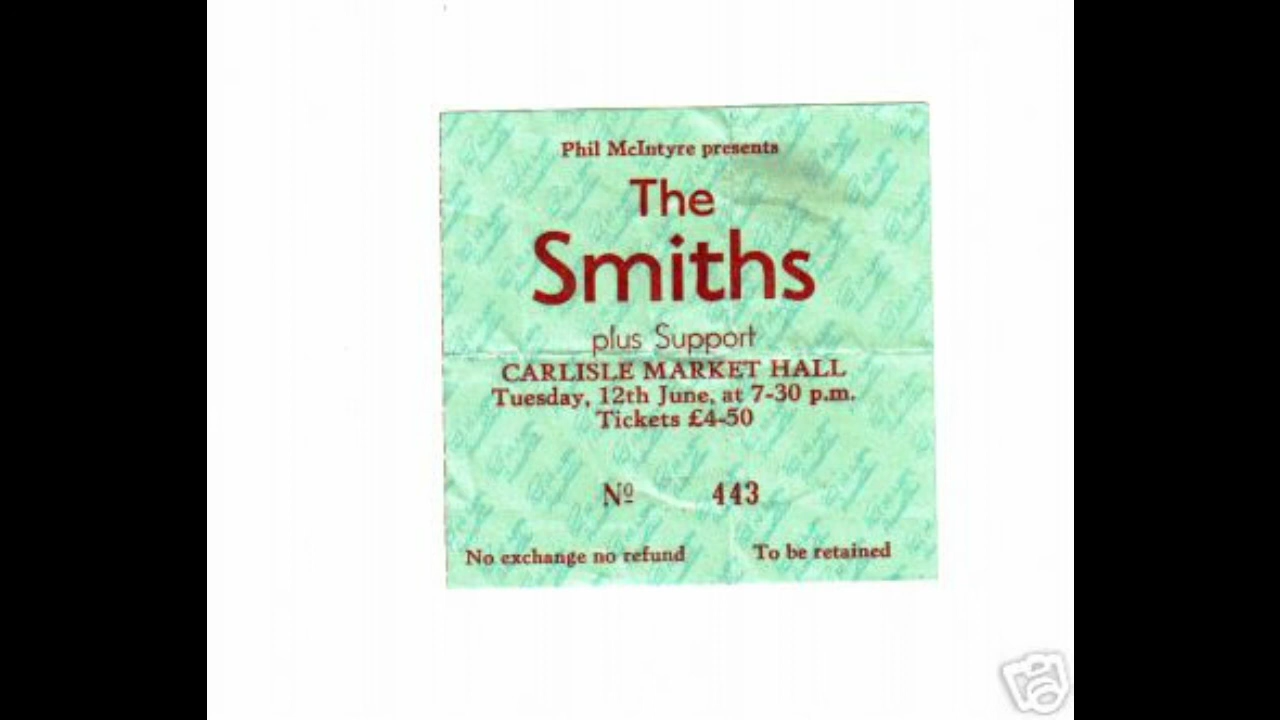 Phil McIntyre presents
The
Smiths
plus Support
CARLISLE MARKET HALL
Tuesday, 12th June, at 7-30 p.m.
Tickets £4-50
Nº 443
No exchange no refund To be retained